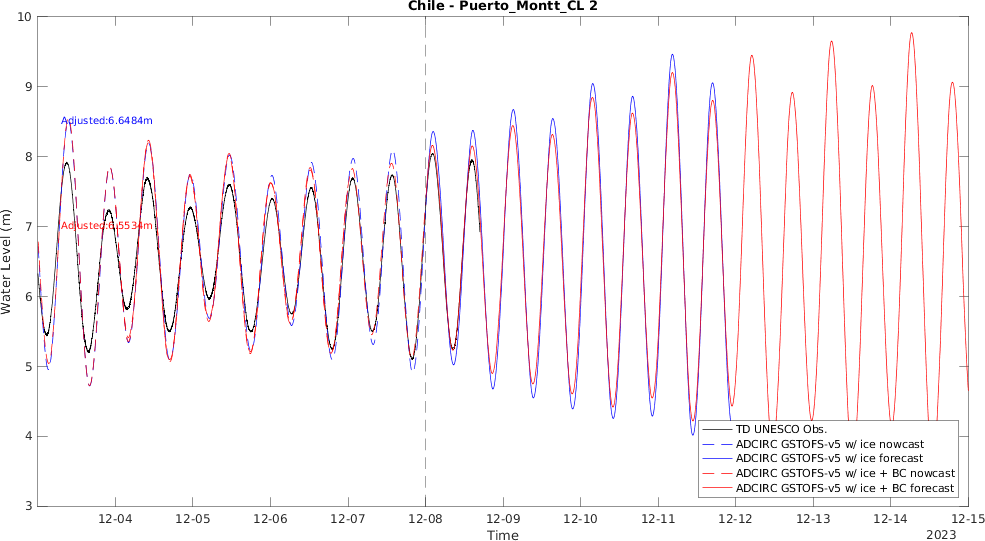 Chile - Puerto_Montt_CL 2
10
9
8
7
6
5
4
3
Water Level (m)
Adjusted:6.6484m
Adjusted:6.5534m
TD UNESCO Obs.
ADCIRC GSTOFS-v5 w/ ice nowcast
ADCIRC GSTOFS-v5 w/ ice forecast
ADCIRC GSTOFS-v5 w/ ice + BC nowcast
ADCIRC GSTOFS-v5 w/ ice + BC forecast
12-04 12-05 12-06 12-07 12-08 12-09 12-10 12-11 12-12 12-13 12-14 12-15
Time
2023